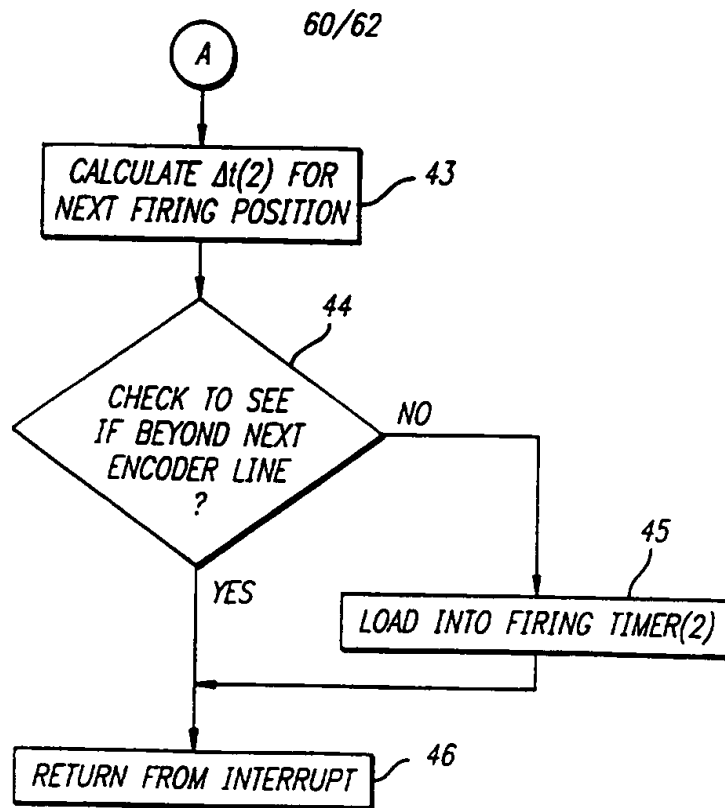 60/62
A
CALCULATE Δt(2) FOR
NEXT FIRING POSITION
43
44
CHECK TO SEE
IF BEYOND NEXT
ENCODER LINE
?
NO
YES
45
LOAD INTO FIRING TIMER(2)
RETURN FROM INTERRUPT
46